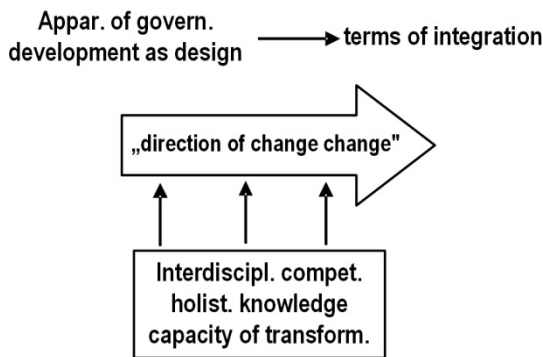 Appar. of govern.
development as design
terms of integration
„direction of change change"
Interdiscipl. compet.
holist. knowledge
capacity of transform.